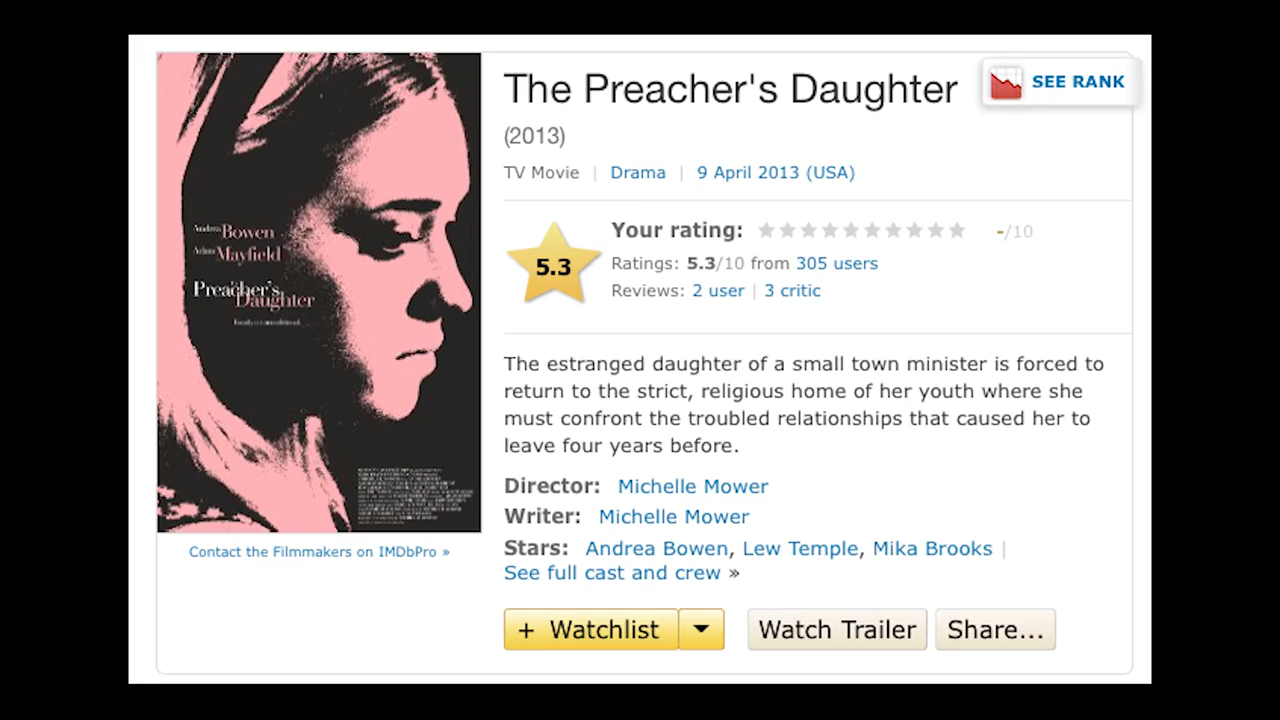 The Preacher's Daughter
SEE RANK
(2013)
TV Movie | Drama | 9 April 2013 (USA)
Andrea Bowen
Adam Mayfield
Preacher's
Daughter
Family is unconditional.
5.3
Your rating: -/10
Ratings: 5.3/10 from 305 users
Reviews: 2 user | 3 critic
The estranged daughter of a small town minister is forced to
return to the strict, religious home of her youth where she
must confront the troubled relationships that caused her to
leave four years before.
Director: Michelle Mower
Writer: Michelle Mower
Stars: Andrea Bowen, Lew Temple, Mika Brooks |
See full cast and crew »
Contact the Filmmakers on IMDbPro »
+ Watchlist
Watch Trailer
Share...